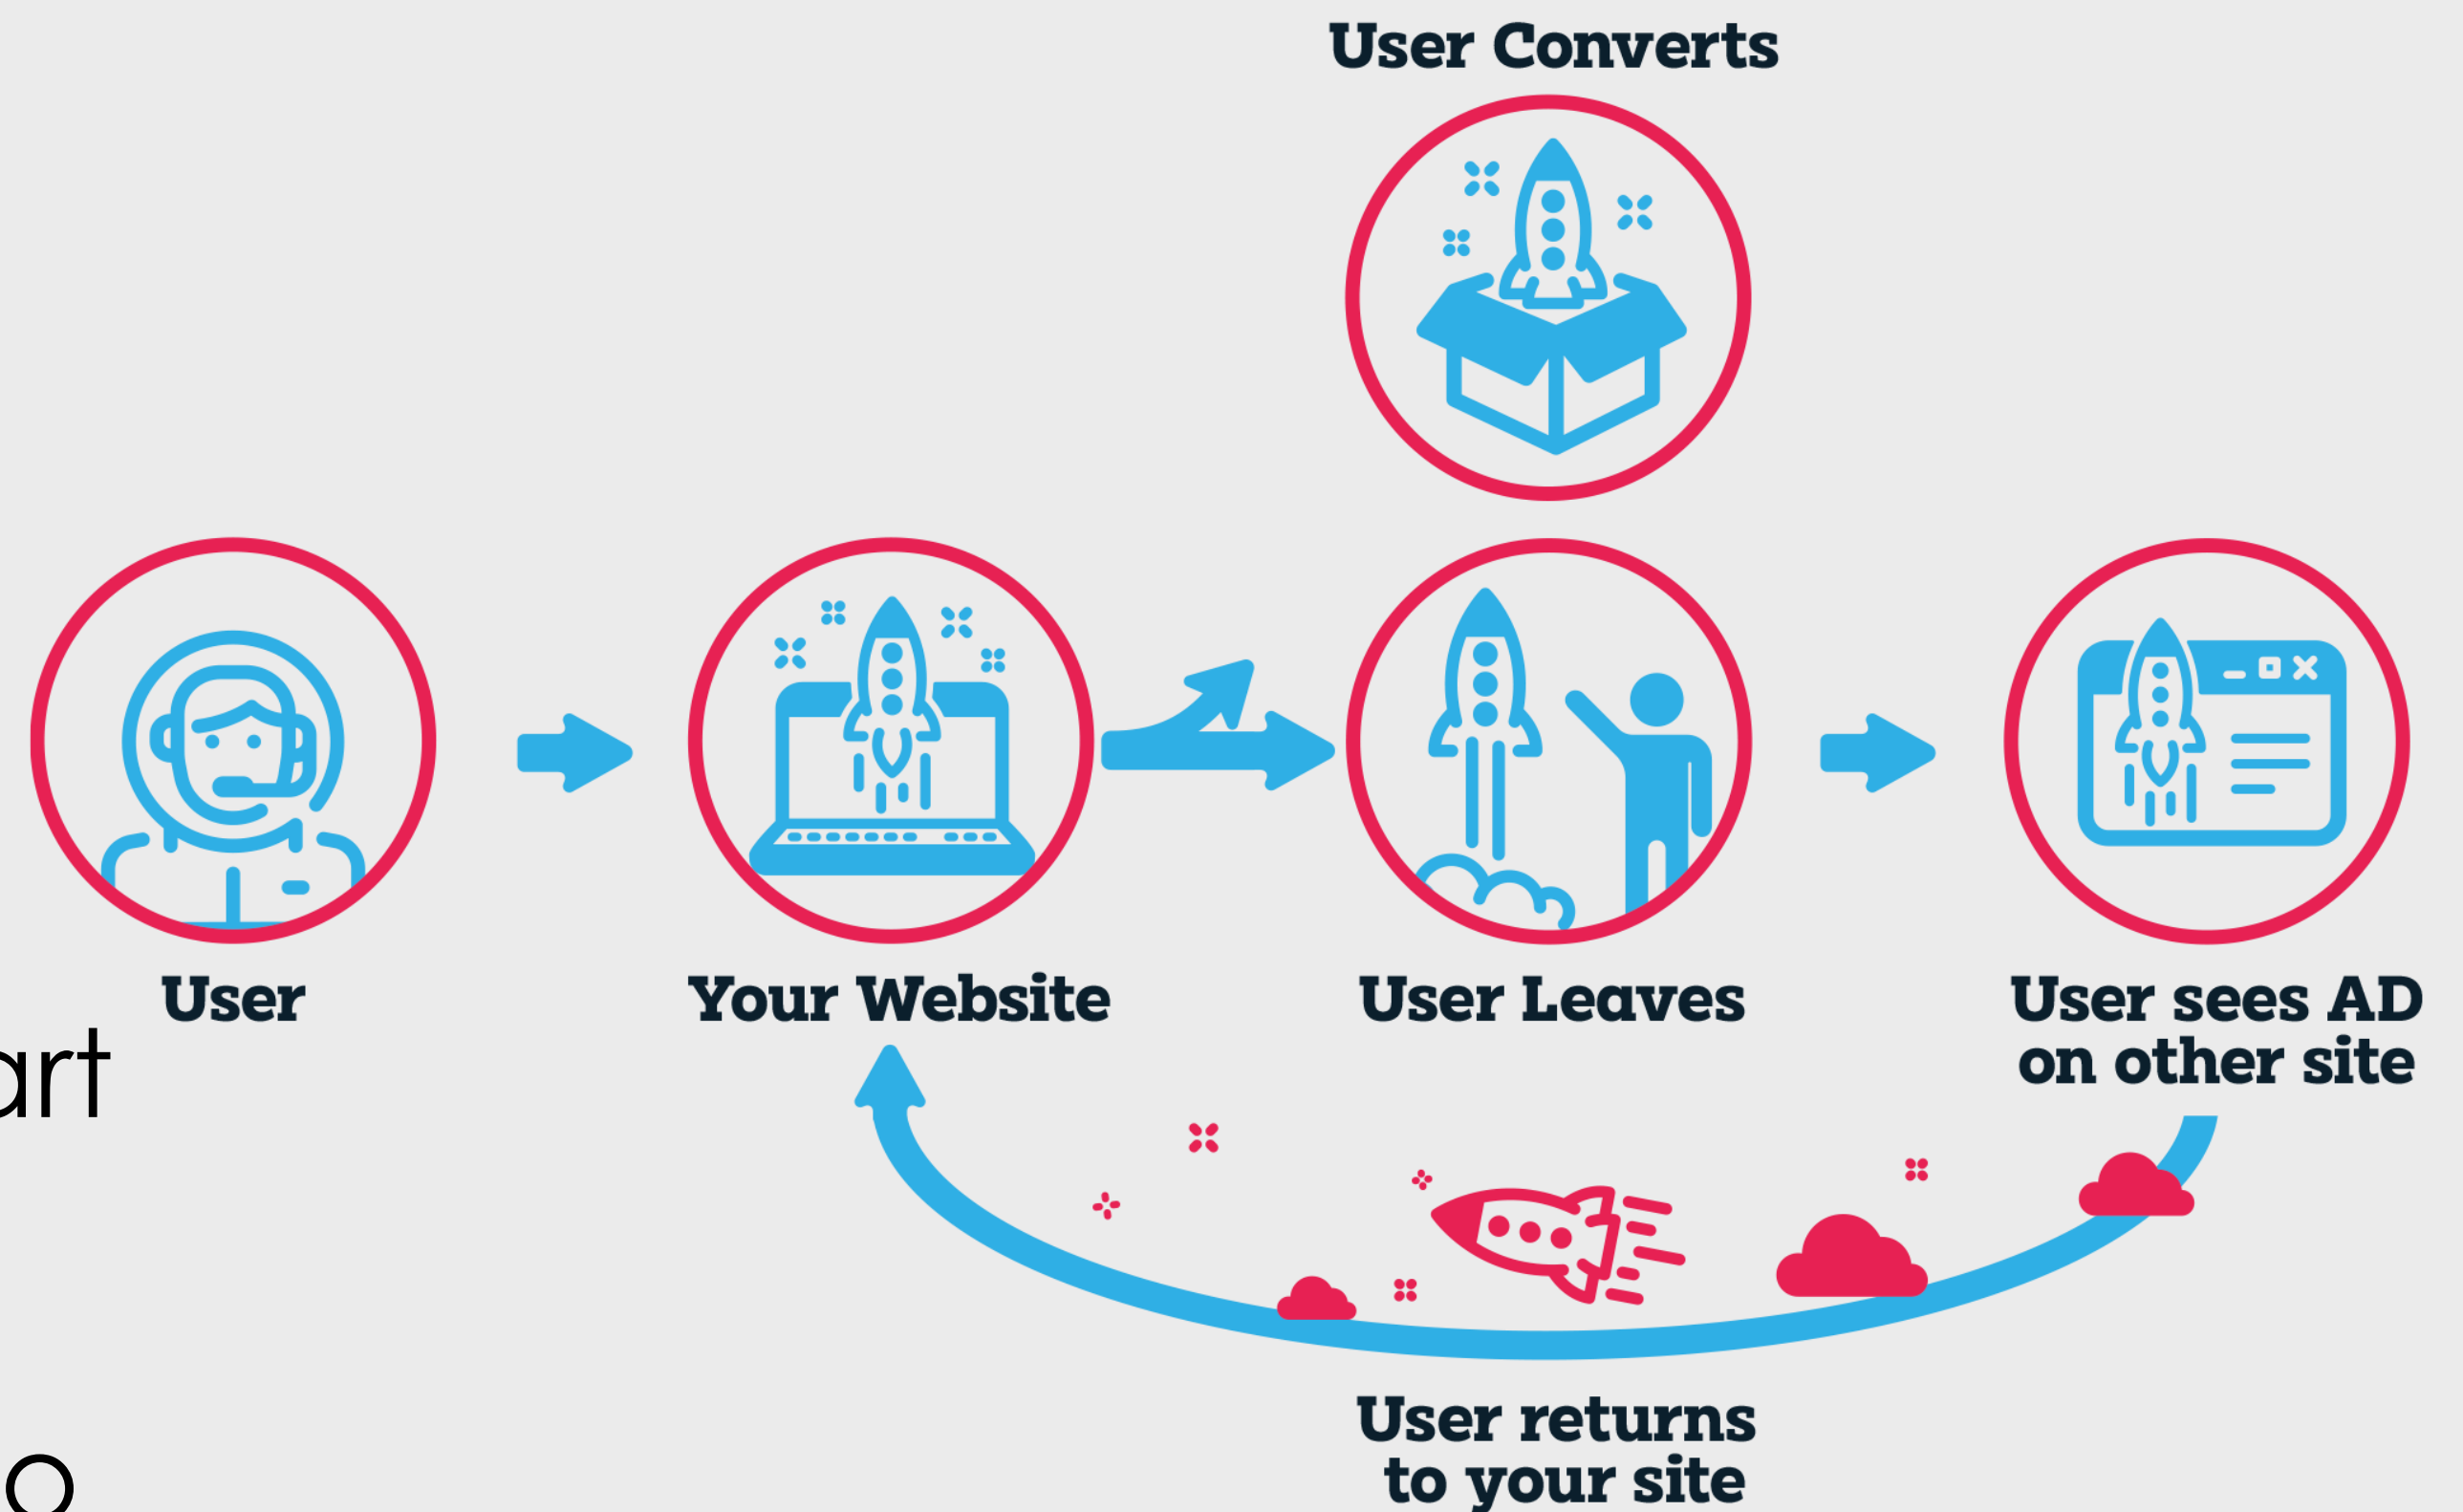 User Converts
User
Your Website
User Leaves
User sees AD
on other site
art
User returns
to your site